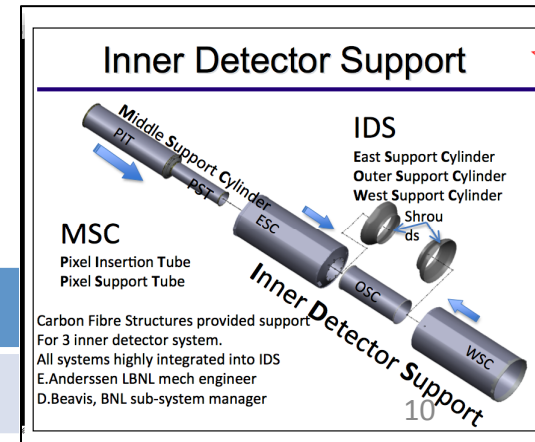 Inner Detector Support
Middle Support Cylinder
PIT
PST
IDS
East Support Cylinder
Outer Support Cylinder
West Support Cylinder
Shrou
ds
ESC
MSC
Pixel Insertion Tube
Pixel Support Tube
OSC
Inner Detector Support
WSC
Carbon Fibre Structures provided support
For 3 inner detector system.
All systems highly integrated into IDS
E.Anderssen LBNL mech engineer
D.Beavis, BNL sub-system manager
10